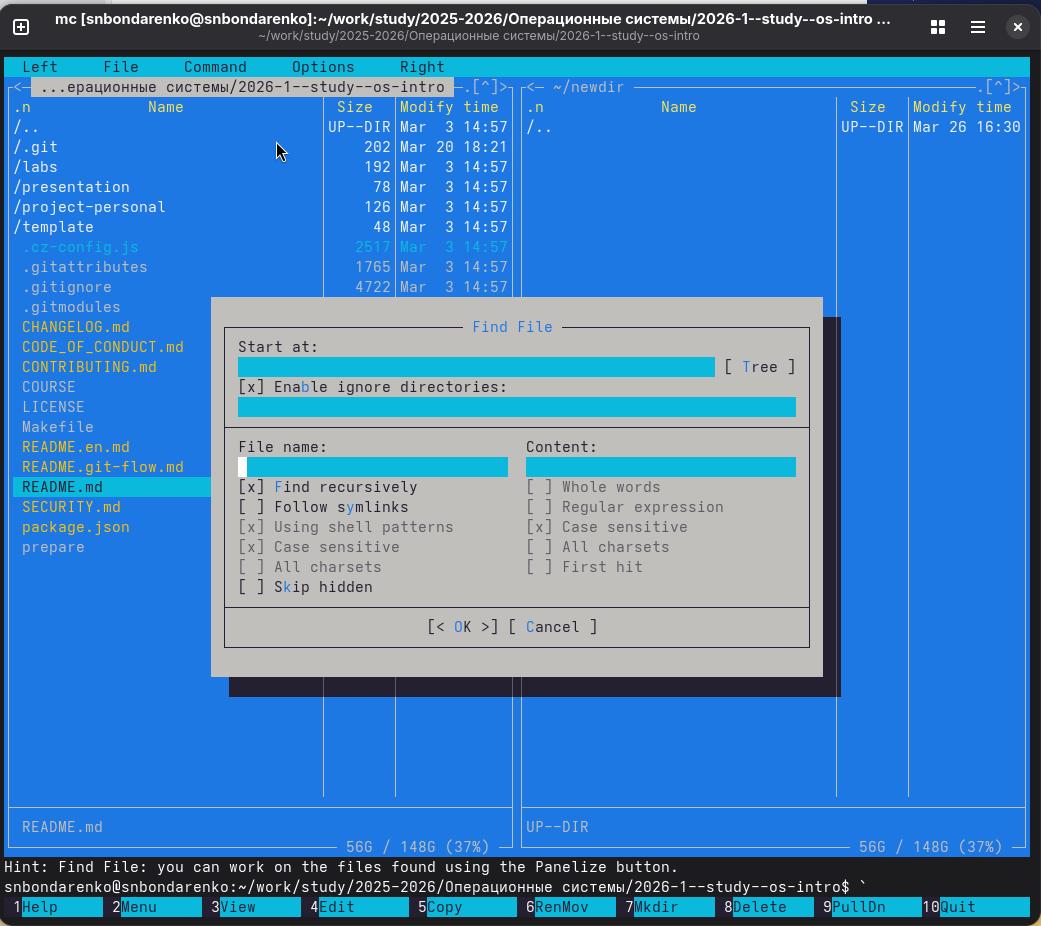 mc [snbondarenko@snbondarenko]:~/work/study/2025-2026/Операционные системы/2026-1--study--os-intro ...
~/work/study/2025-2026/Операционные системы/2026-1--study--os-intro
Left File Command Options Right
<— ...ерационные системы/2026-1--study--os-intro —.[^]> <— ~/newdir —.[^]>
.n Name Size Modify time .n Name Size Modify time
/.. UP--DIR Mar 3 14:57 /.. UP--DIR Mar 26 16:30
/.git 202 Mar 20 18:21
/labs 192 Mar 3 14:57
/presentation 78 Mar 3 14:57
/project-personal 126 Mar 3 14:57
/template 48 Mar 3 14:57
.cz-config.js 2517 Mar 3 14:57
.gitattributes 1765 Mar 3 14:57
.gitignore 4722 Mar 3 14:57
.gitmodules
CHANGELOG.md
CODE_OF_CONDUCT.md
CONTRIBUTING.md
COURSE
LICENSE
Makefile
README.en.md
README.git-flow.md
README.md
SECURITY.md
package.json
prepare
Find File
Start at:
[ Tree ]
[x] Enable ignore directories:
File name: Content:
[x] Find recursively [ ] Whole words
[ ] Follow symlinks [ ] Regular expression
[x] Using shell patterns [x] Case sensitive
[x] Case sensitive [ ] All charsets
[ ] All charsets [ ] First hit
[ ] Skip hidden
[< OK >] [ Cancel ]
README.md UP--DIR
56G / 148G (37%) 56G / 148G (37%)
Hint: Find File: you can work on the files found using the Panelize button.
snbondarenko@snbondarenko:~/work/study/2025-2026/Операционные системы/2026-1--study--os-intro$ `
1Help 2Menu 3View 4Edit 5Copy 6RenMov 7Mkdir 8Delete 9PullDn 10Quit